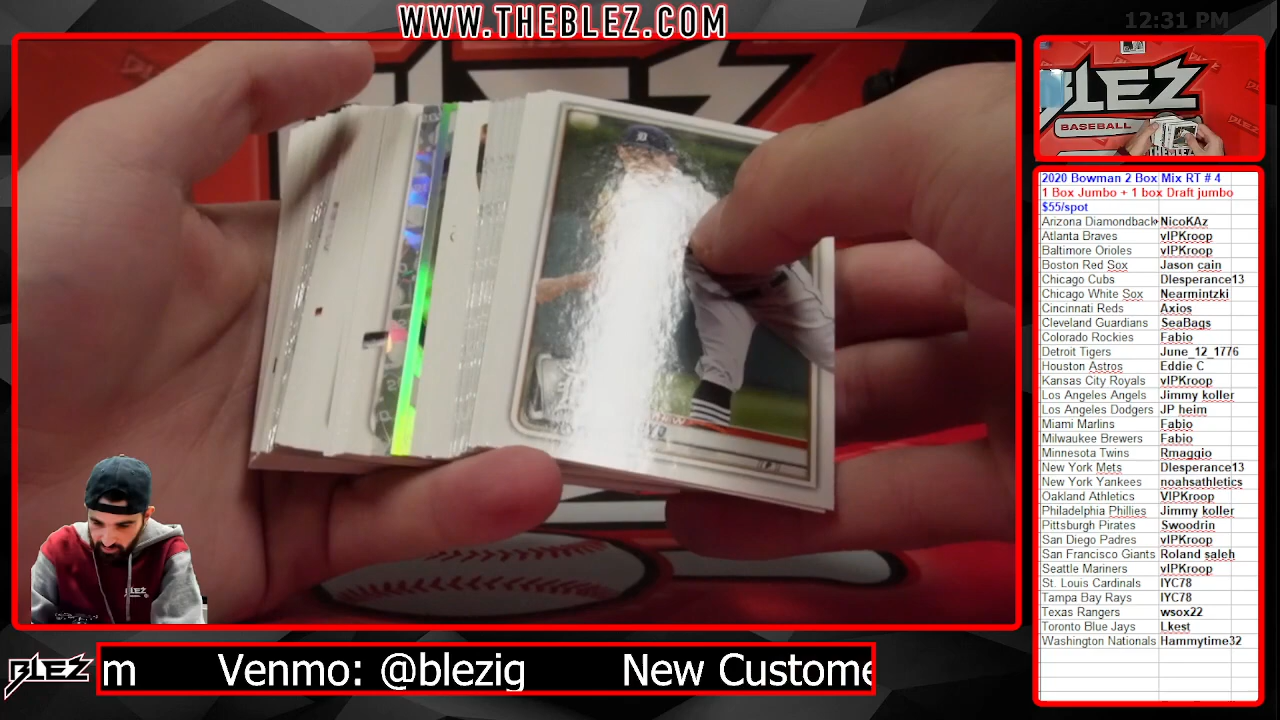 WWW.THEBLEZ.COM
12:31 PM
BLEZ
BASEBALL
2020 Bowman 2 Box Mix RT # 4
1 Box Jumbo + 1 box Draft jumbo
$55/spot
Arizona Diamondback NicoKAz
Atlanta Braves vIPKroop
Baltimore Orioles vIPKroop
Boston Red Sox Jason cain
Chicago Cubs Dlesperance13
Chicago White Sox Nearmintzki
Cincinnati Reds Axios
Cleveland Guardians SeaBags
Colorado Rockies Fabio
Detroit Tigers June_12_1776
Houston Astros Eddie C
Kansas City Royals vIPKroop
Los Angeles Angels Jimmy koller
Los Angeles Dodgers JP heim
Miami Marlins Fabio
Milwaukee Brewers Fabio
Minnesota Twins Rmaggio
New York Mets Dlesperance13
New York Yankees noahsathletics
Oakland Athletics VIPKroop
Philadelphia Phillies Jimmy koller
Pittsburgh Pirates Swoodrin
San Diego Padres vIPKroop
San Francisco Giants Roland saleh
Seattle Mariners vIPKroop
St. Louis Cardinals IYC78
Tampa Bay Rays IYC78
Texas Rangers wsox22
Toronto Blue Jays Lkest
Washington Nationals Hammytime32
BLEZ
m Venmo: @blezig New Custome